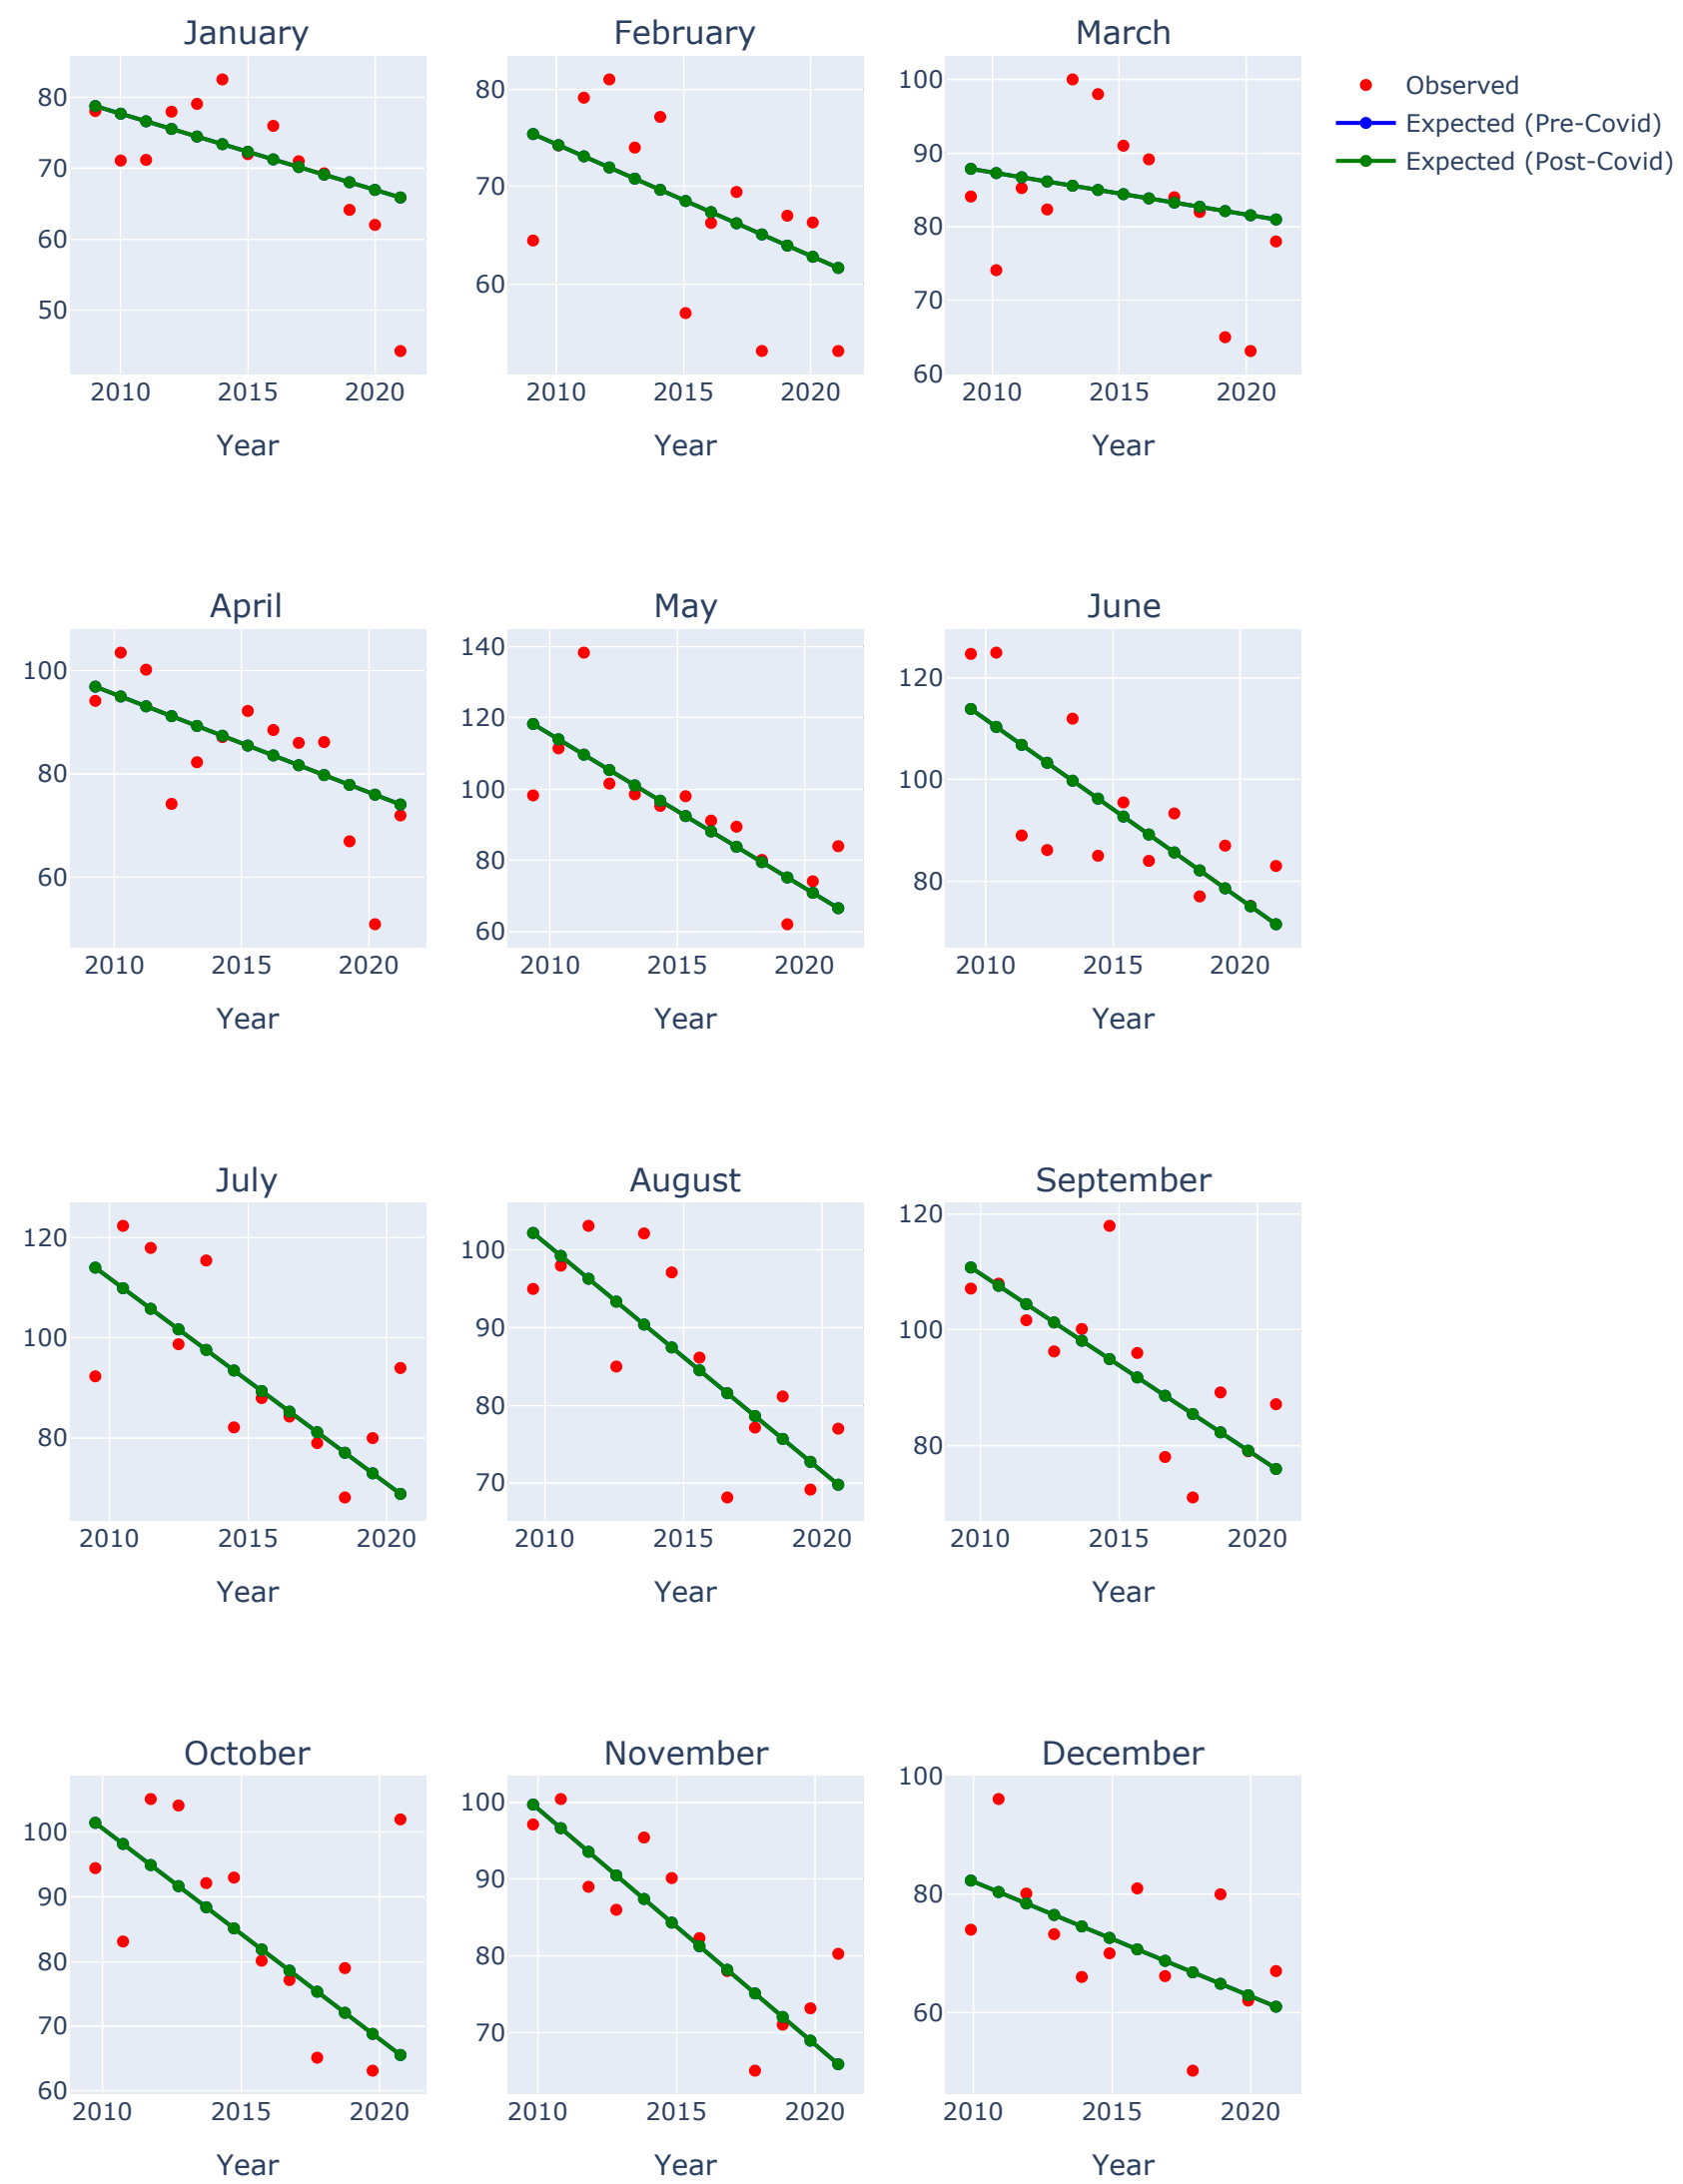 January February March
80
70
60
50
2010 2015 2020
Year
80
70
60
2010 2015 2020
Year
100
90
80
70
60
2010 2015 2020
Year
Observed
Expected (Pre-Covid)
Expected (Post-Covid)
April May June
100
80
60
2010 2015 2020
Year
140
120
100
80
60
2010 2015 2020
Year
120
100
80
2010 2015 2020
Year
July August September
120
100
80
2010 2015 2020
Year
100
90
80
70
2010 2015 2020
Year
120
100
80
2010 2015 2020
Year
October November December
100
90
80
70
60
2010 2015 2020
Year
100
90
80
70
2010 2015 2020
Year
100
80
60
2010 2015 2020
Year